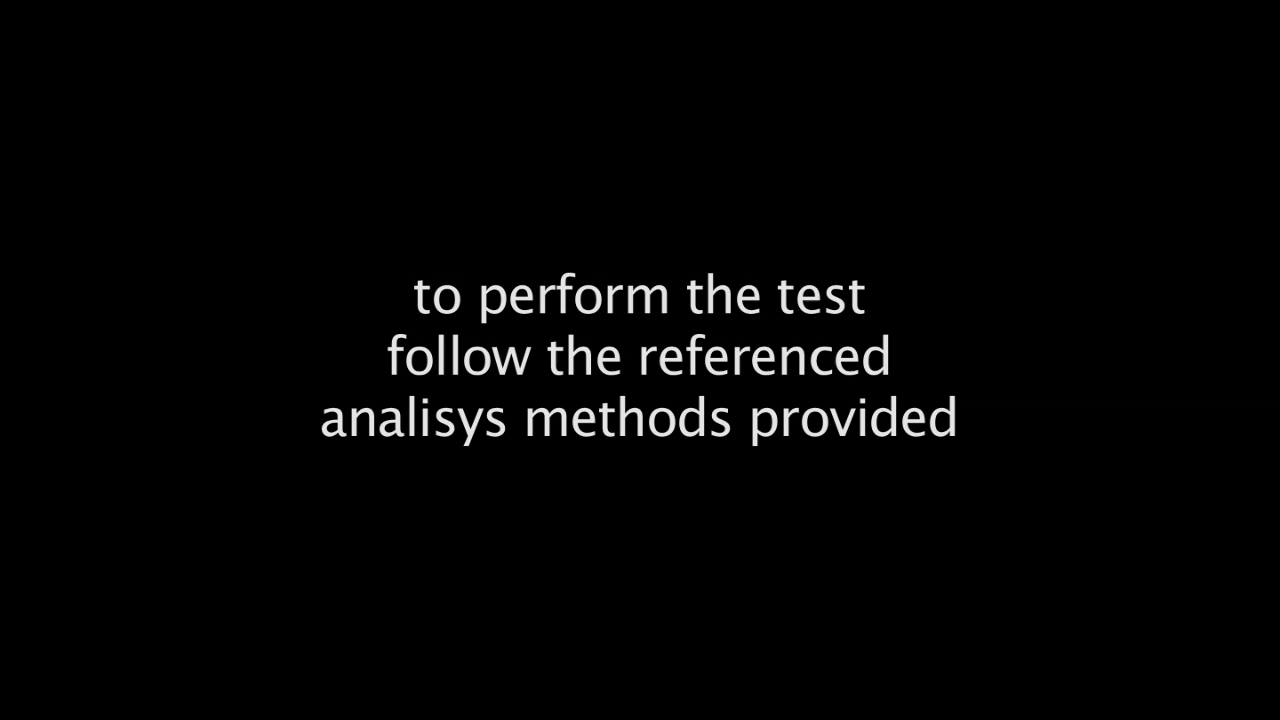 to perform the test
follow the referenced
analisys methods provided